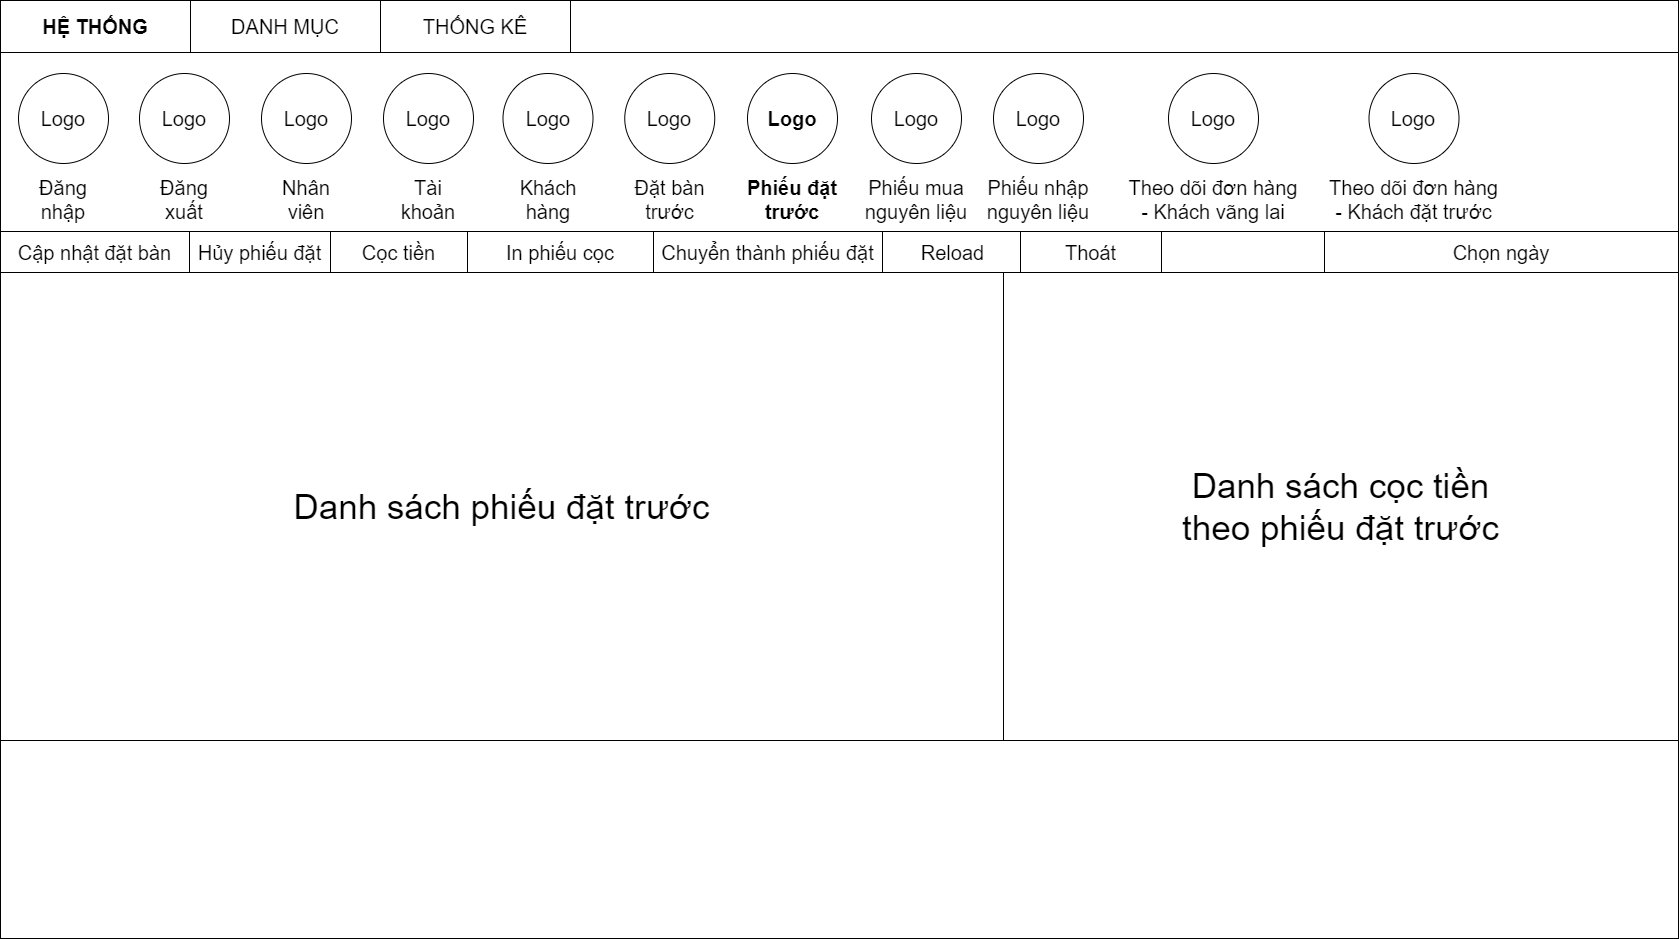 HỆ THỐNG
DANH MỤC
THỐNG KÊ
Logo
Logo
Logo
Logo
Logo
Logo
Logo
Logo
Logo
Logo
Logo
Đăng
nhập
Đăng
xuất
Nhân
viên
Tài
khoản
Khách
hàng
Đặt bàn
trước
Phiếu đặt
trước
Phiếu mua
nguyên liệu
Phiếu nhập
nguyên liệu
Theo dõi đơn hàng
- Khách vãng lai
Theo dõi đơn hàng
- Khách đặt trước
Cập nhật đặt bàn
Hủy phiếu đặt
Cọc tiền
In phiếu cọc
Chuyển thành phiếu đặt
Reload
Thoát
Chọn ngày
Danh sách phiếu đặt trước
Danh sách cọc tiền
theo phiếu đặt trước